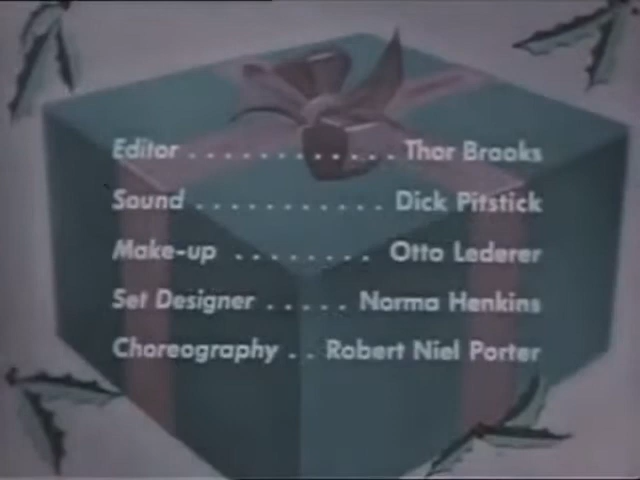 Editor . . . . . . . . . . . . Thor Brooks
Sound . . . . . . . . . . . Dick Pitstick
Make-up . . . . . . . . Otto Lederer
Set Designer . . . . . Norma Henkins
Choreography . . Robert Niel Porter